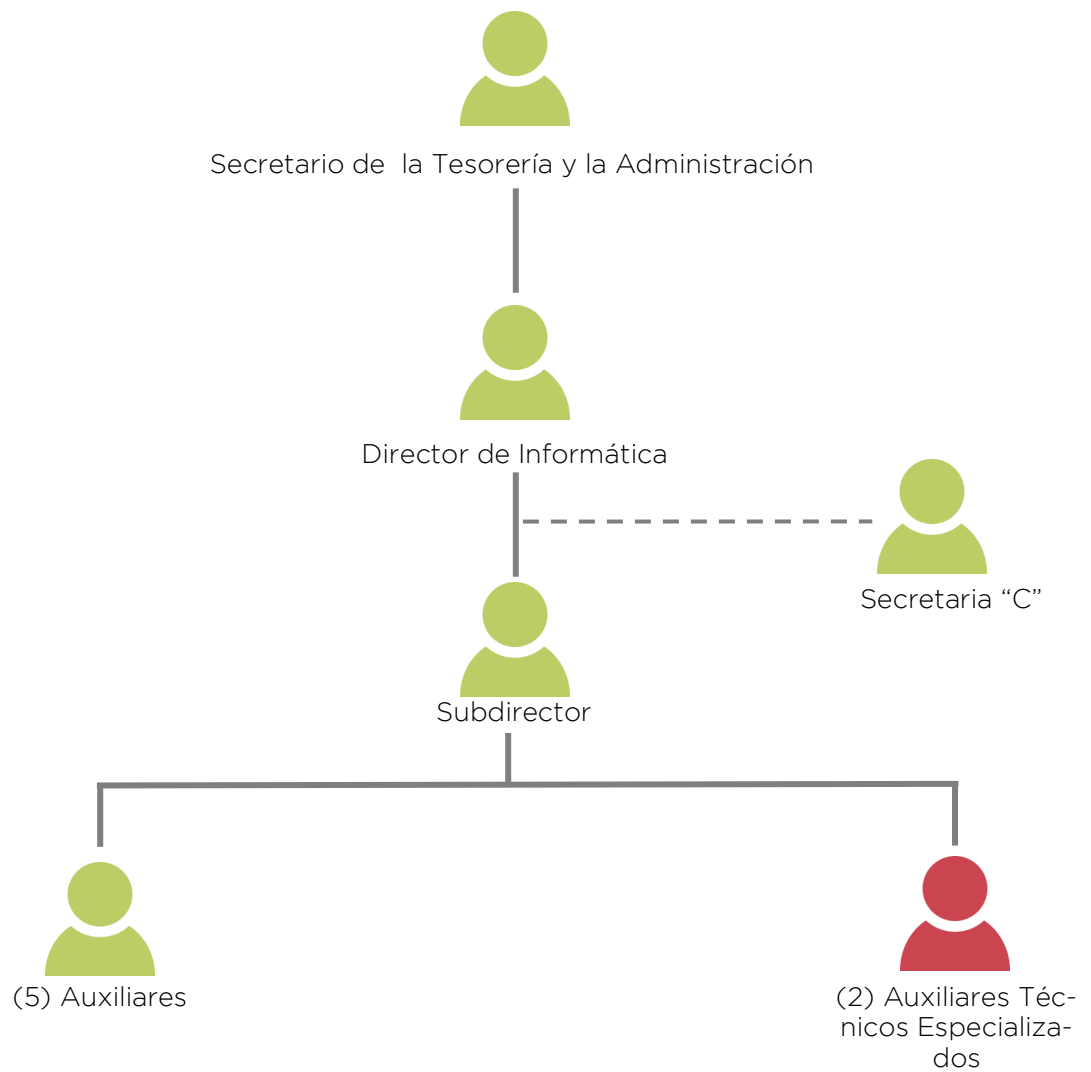 Secretario de la Tesorería y la Administración
Director de Informática
Secretaria “C”
Subdirector
(5) Auxiliares
(2) Auxiliares Téc-
nicos Especializa-
dos